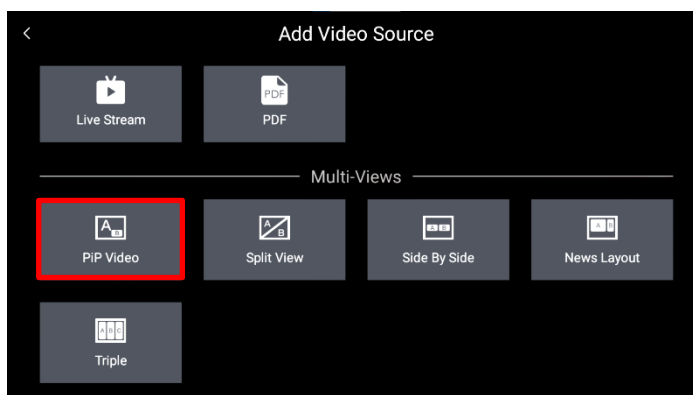 Add Video Source
PDF
Live Stream
PDF
Multi-Views
A B
A B
A B
A B
PiP Video
Split View
Side By Side
News Layout
A B C
Triple